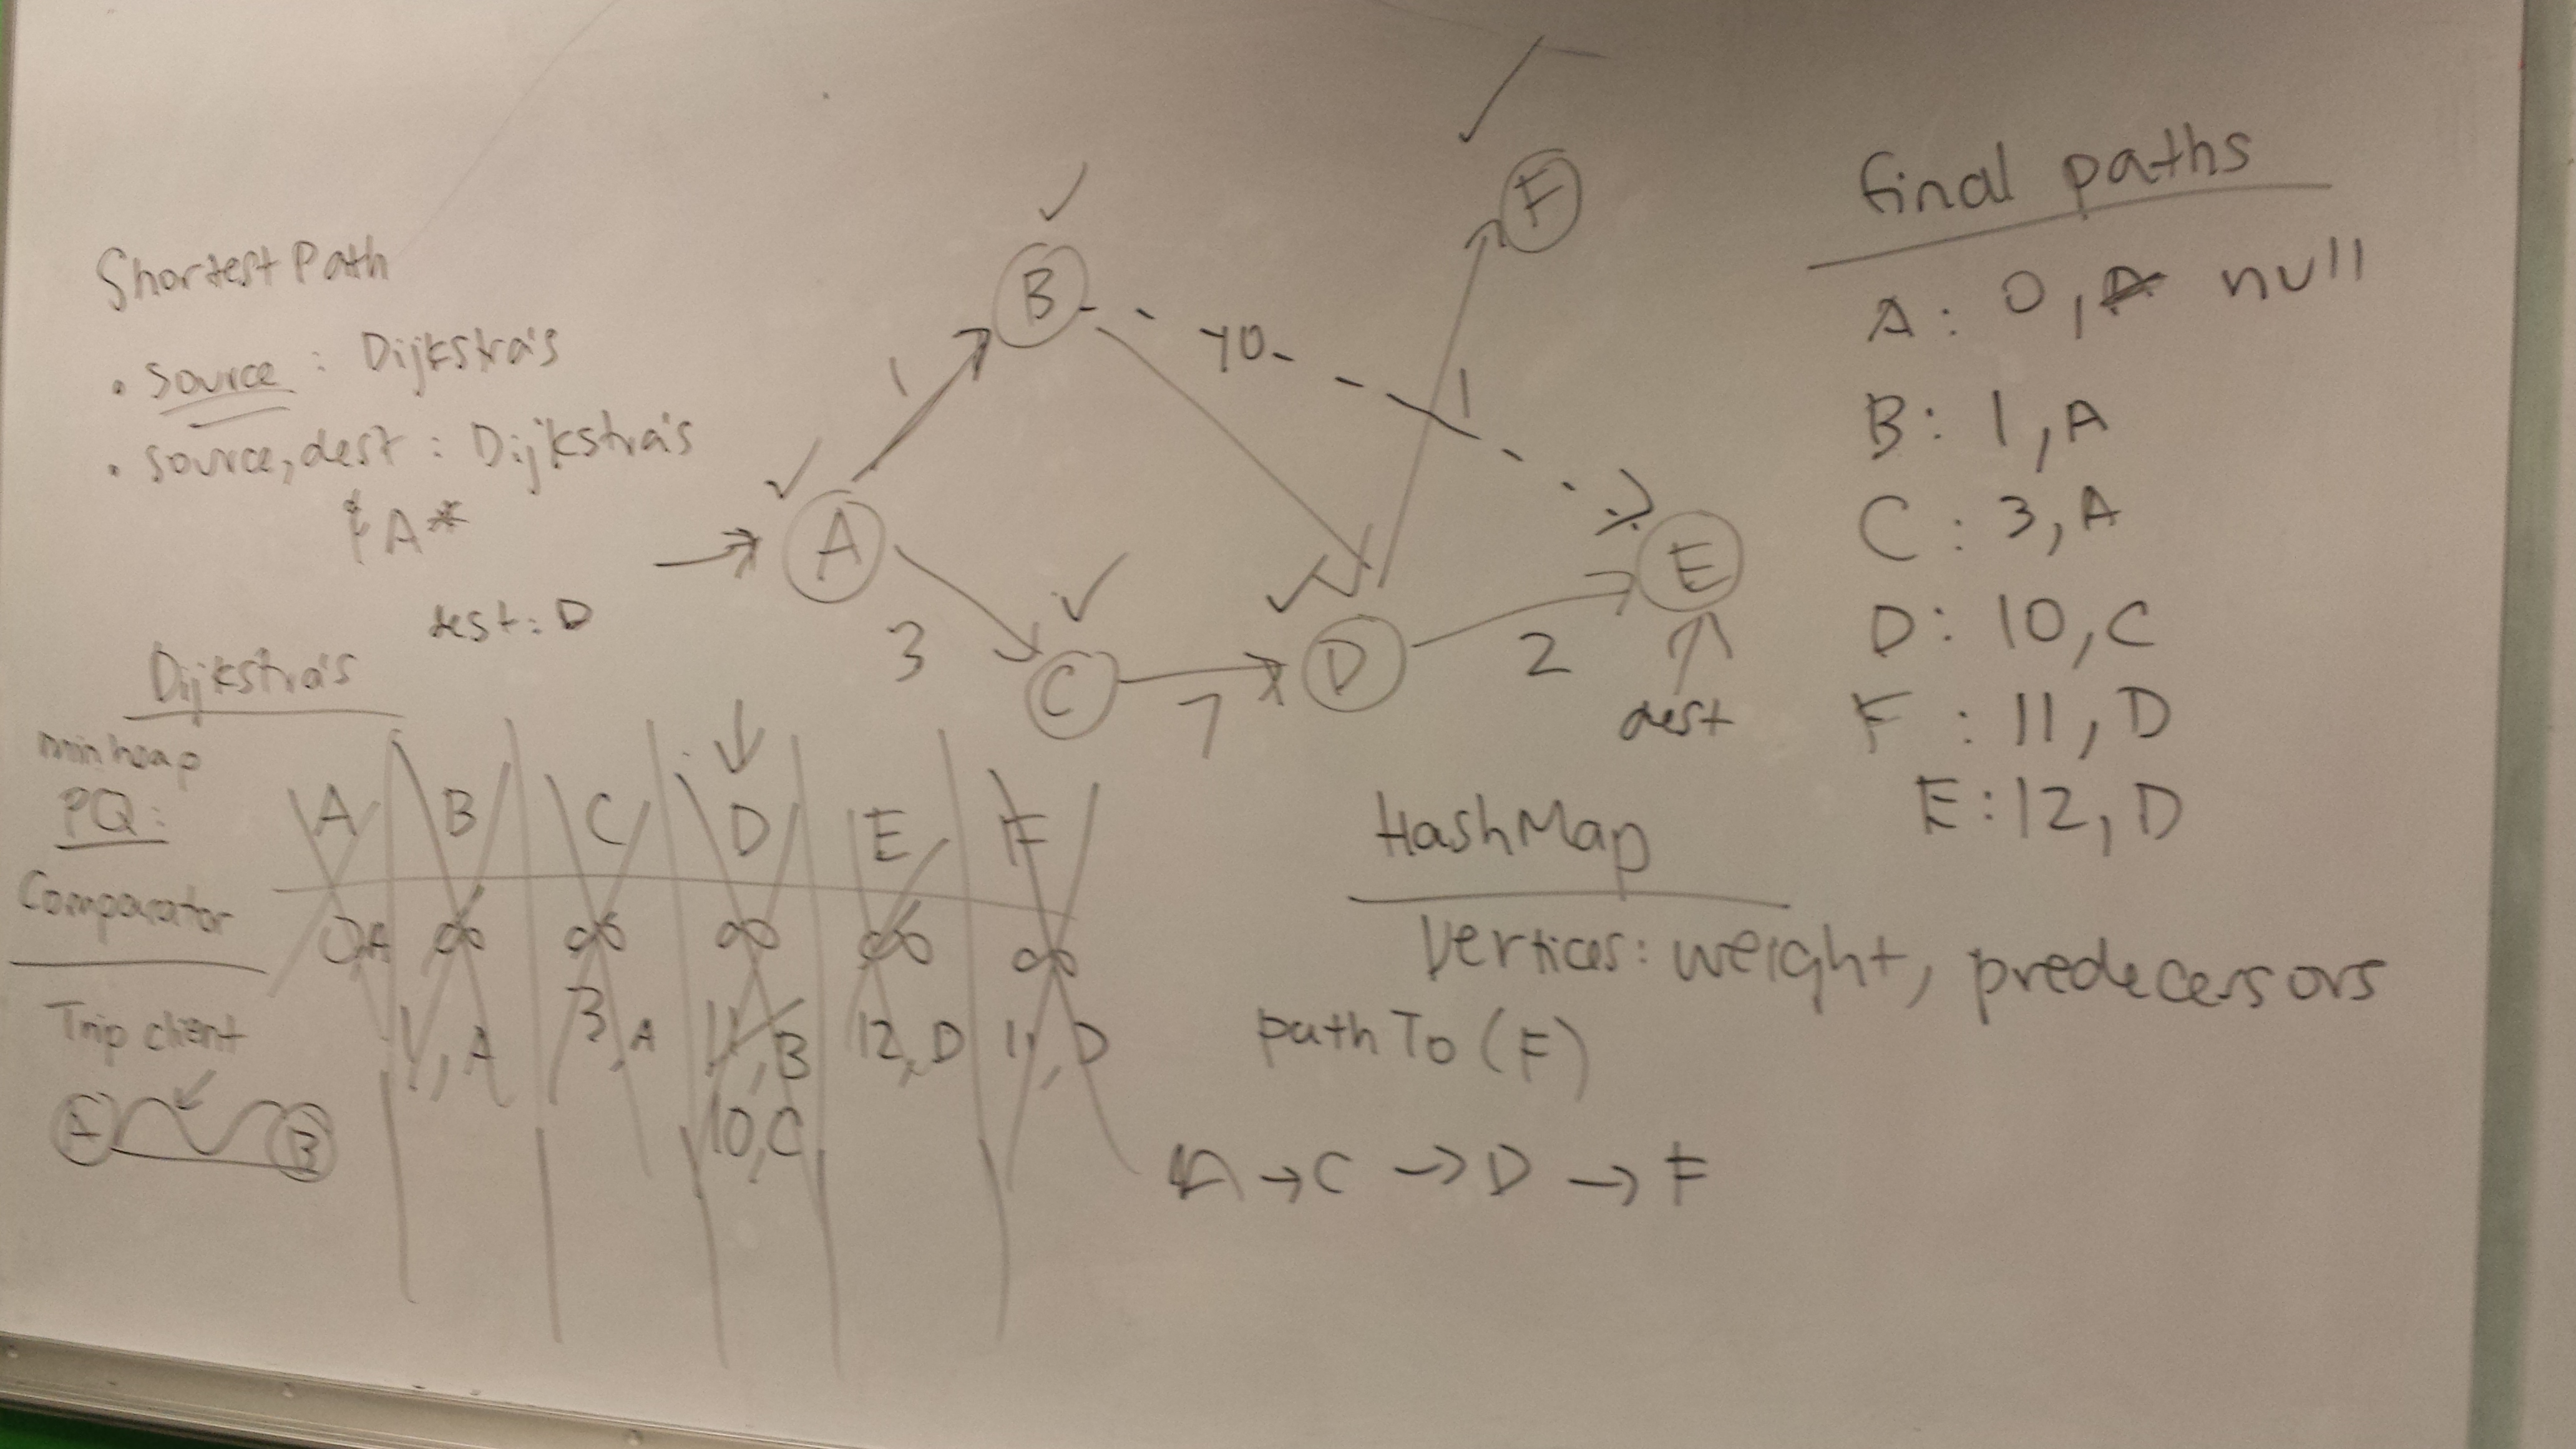 Shortest Path
• source : Dijkstra's
• source, dest : Dijkstra's
& A*
dest: D
F
B
1
1
A
E
3
C
7
D
2
dest
final paths
A: 0, A null
B: 1, A
C: 3, A
D: 10, C
F: 11, D
E: 12, D
Dijkstra's
min heap
PQ: A B C D E F
Comparator 0,A ∞ ∞ ∞ ∞ ∞
1, A 3, A 11, B 12, D 11, D
10, C
Trip client
A B
HashMap
Vertices: weight, predecessors
pathTo(F)
A → C → D → F